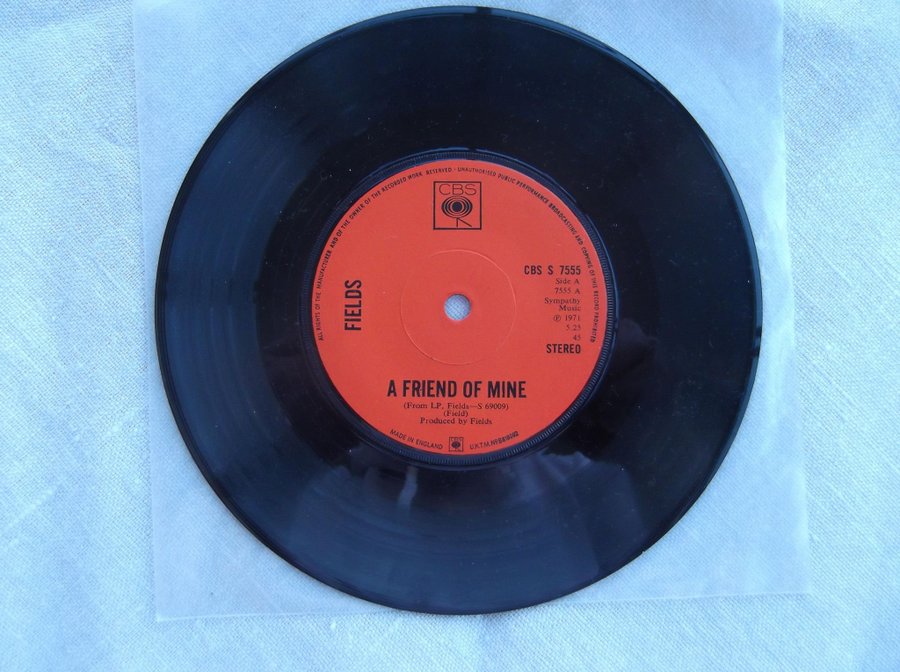 ALL RIGHTS OF THE MANUFACTURER AND OF THE OWNER OF THE RECORDED WORK RESERVED · UNAUTHORISED PUBLIC PERFORMANCE BROADCASTING AND COPYING OF THIS RECORD PROHIBITED
CBS
FIELDS
CBS S 7555
Side A
7555 A
Sympathy
Music
℗ 1971
5.25
45
STEREO
A FRIEND OF MINE
(From LP, Fields—S 69009)
(Field)
Produced by Fields
MADE IN ENGLAND
U.K.T.M.